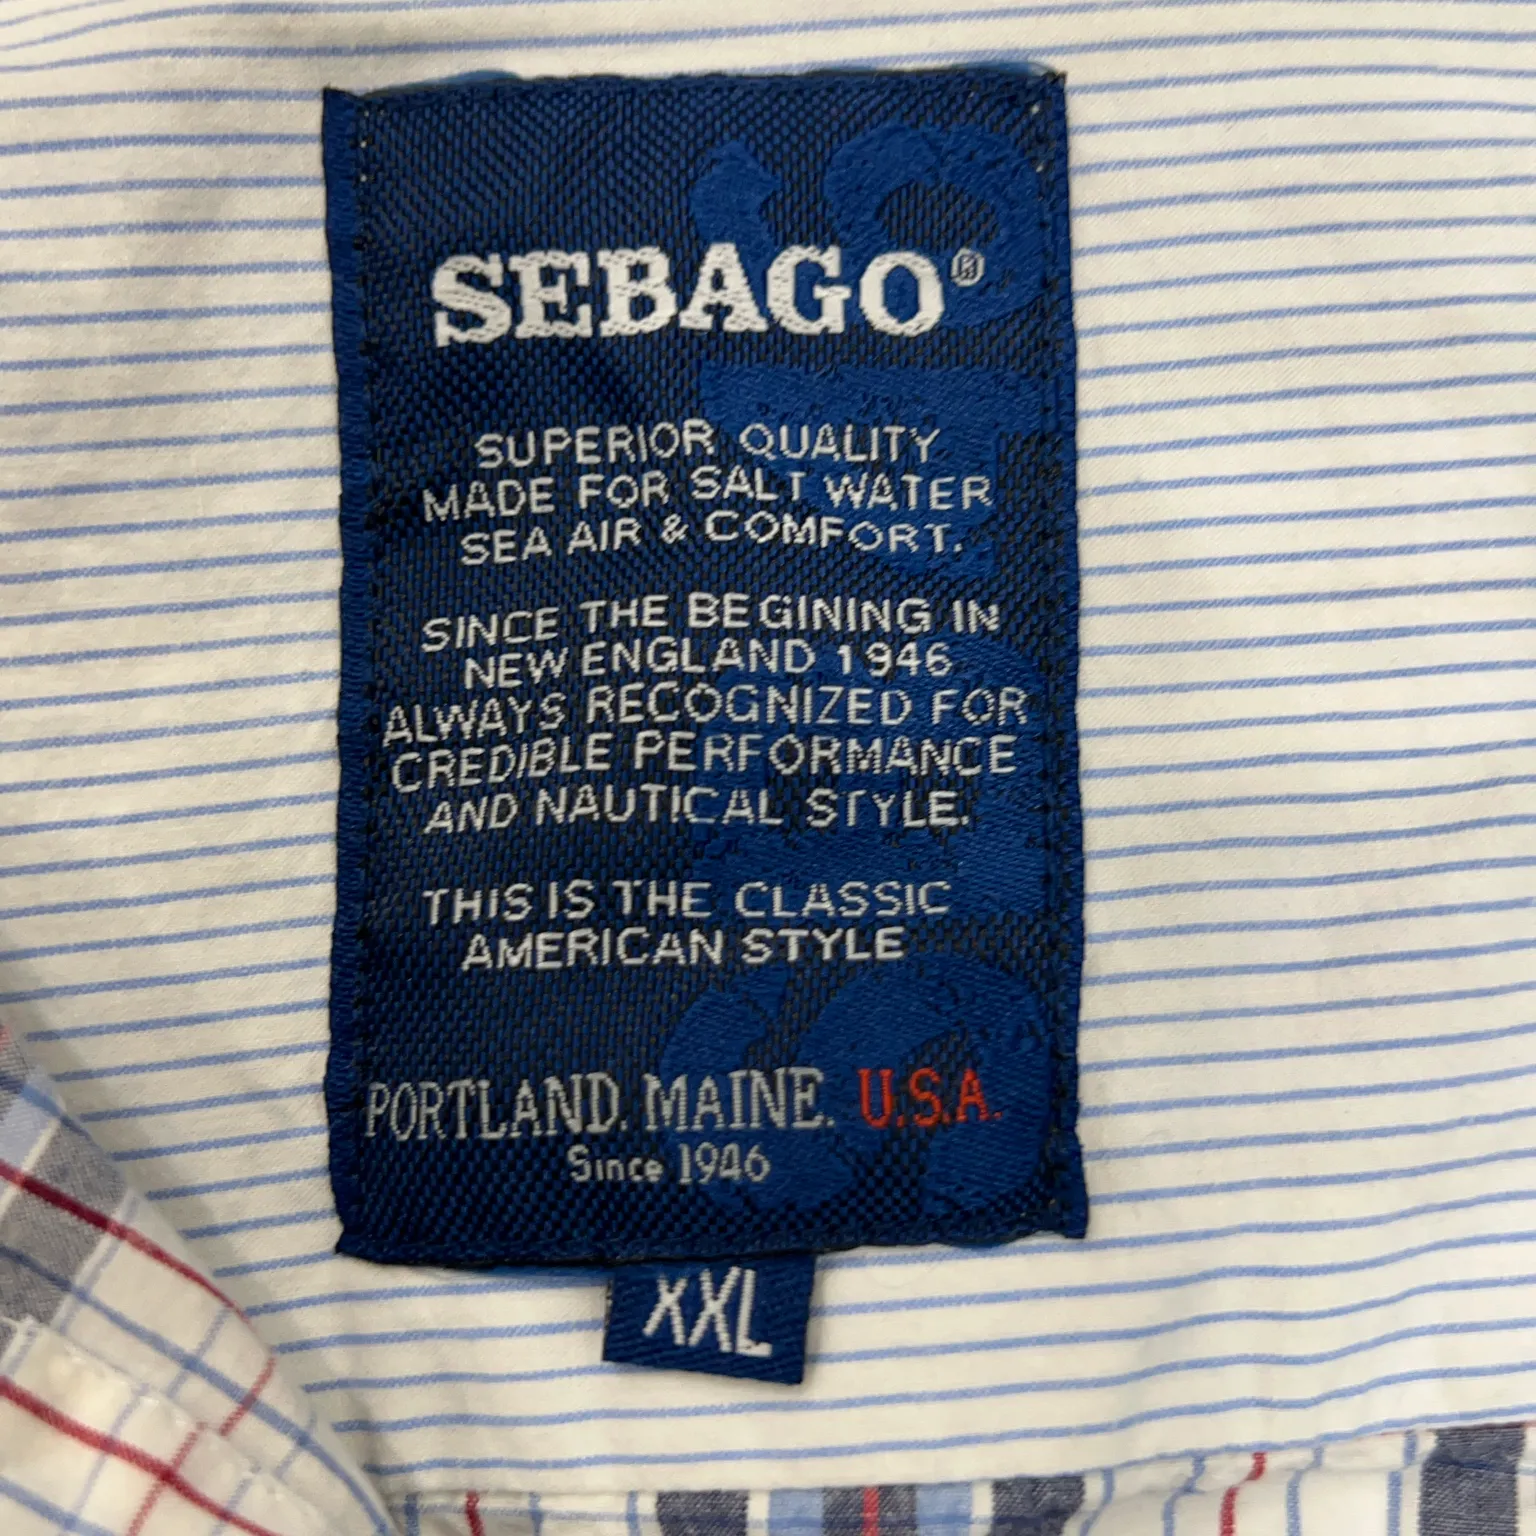 SEBAGO®
SUPERIOR QUALITY
MADE FOR SALT WATER
SEA AIR & COMFORT.
SINCE THE BEGINING IN
NEW ENGLAND 1946
ALWAYS RECOGNIZED FOR
CREDIBLE PERFORMANCE
AND NAUTICAL STYLE.
THIS IS THE CLASSIC
AMERICAN STYLE
PORTLAND. MAINE. U.S.A.
Since 1946
XXL